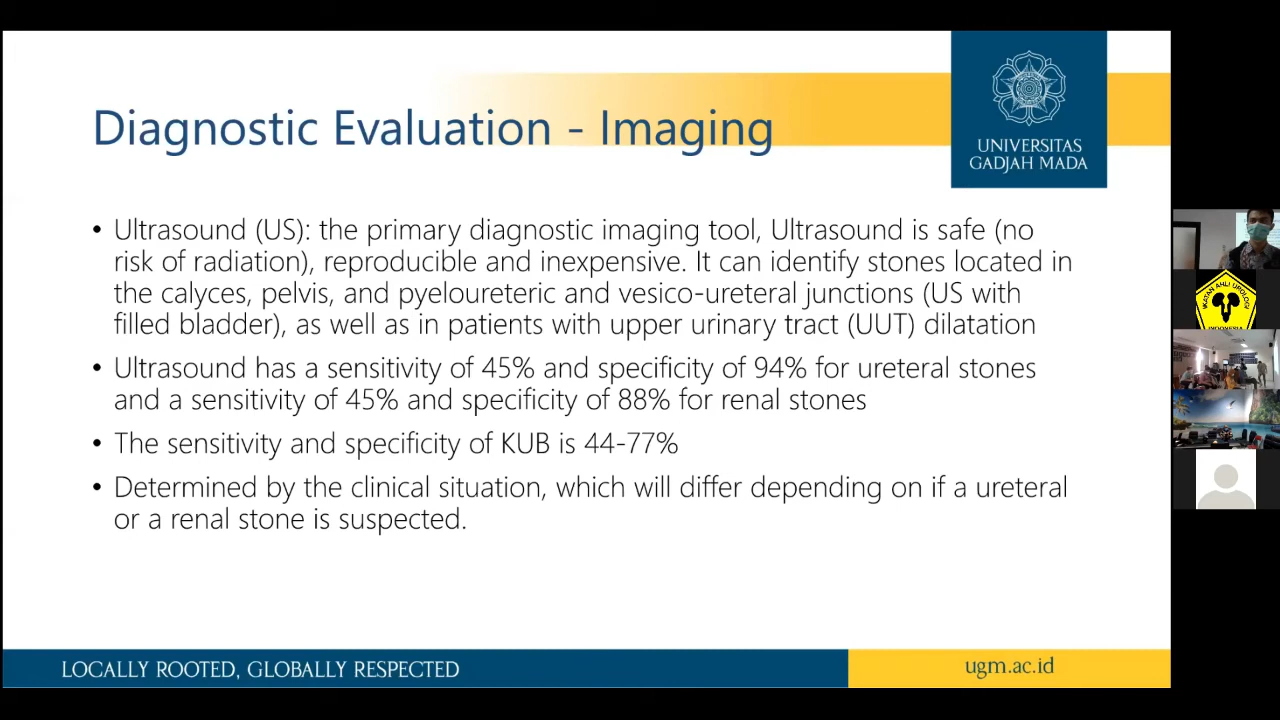 Diagnostic Evaluation - Imaging
UNIVERSITAS
GADJAH MADA
• Ultrasound (US): the primary diagnostic imaging tool, Ultrasound is safe (no
risk of radiation), reproducible and inexpensive. It can identify stones located in
the calyces, pelvis, and pyeloureteric and vesico-ureteral junctions (US with
filled bladder), as well as in patients with upper urinary tract (UUT) dilatation
• Ultrasound has a sensitivity of 45% and specificity of 94% for ureteral stones
and a sensitivity of 45% and specificity of 88% for renal stones
• The sensitivity and specificity of KUB is 44-77%
• Determined by the clinical situation, which will differ depending on if a ureteral
or a renal stone is suspected.
IKATAN AHLI UROLOGI
INDONESIA
LOCALLY ROOTED, GLOBALLY RESPECTED
ugm.ac.id